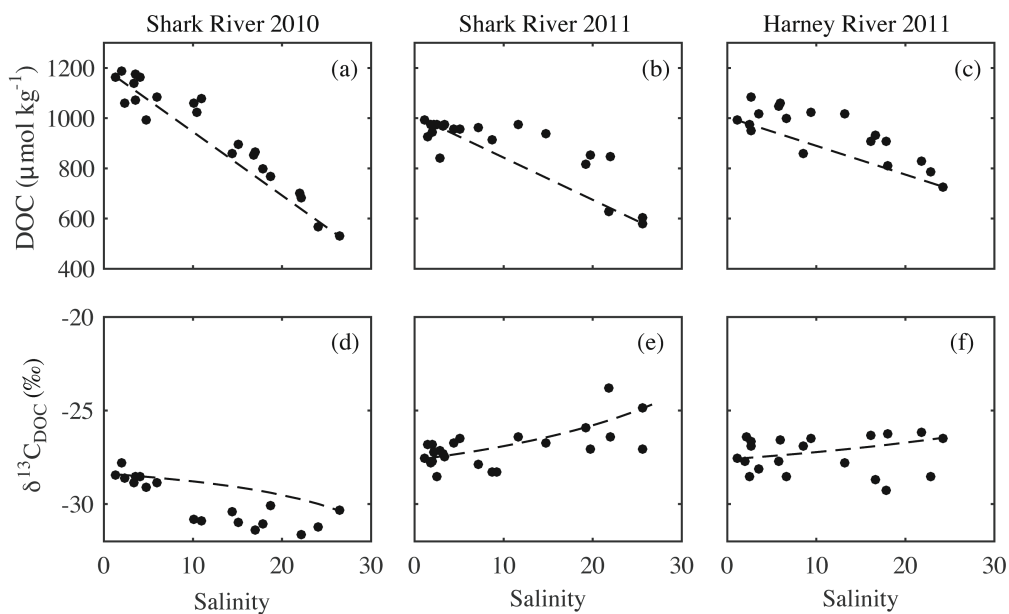 Shark River 2010
Shark River 2011
Harney River 2011
DOC (μmol kg⁻¹)
1200
1000
800
600
400
(a)
(b)
(c)
δ¹³C_DOC (‰)
-20
-25
-30
(d)
(e)
(f)
0 10 20 30
0 10 20 30
0 10 20 30
Salinity
Salinity
Salinity